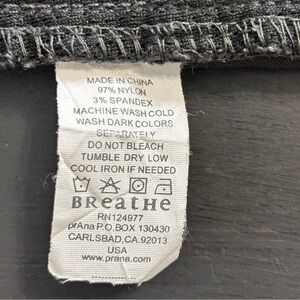 MADE IN CHINA
97% NYLON
3% SPANDEX
MACHINE WASH COLD
WASH DARK COLORS
SEPARATELY
DO NOT BLEACH
TUMBLE DRY LOW
COOL IRON IF NEEDED
BReatHe
RN124977
prAna P.O. BOX 130430
CARLSBAD, CA. 92013
USA
www.prana.com